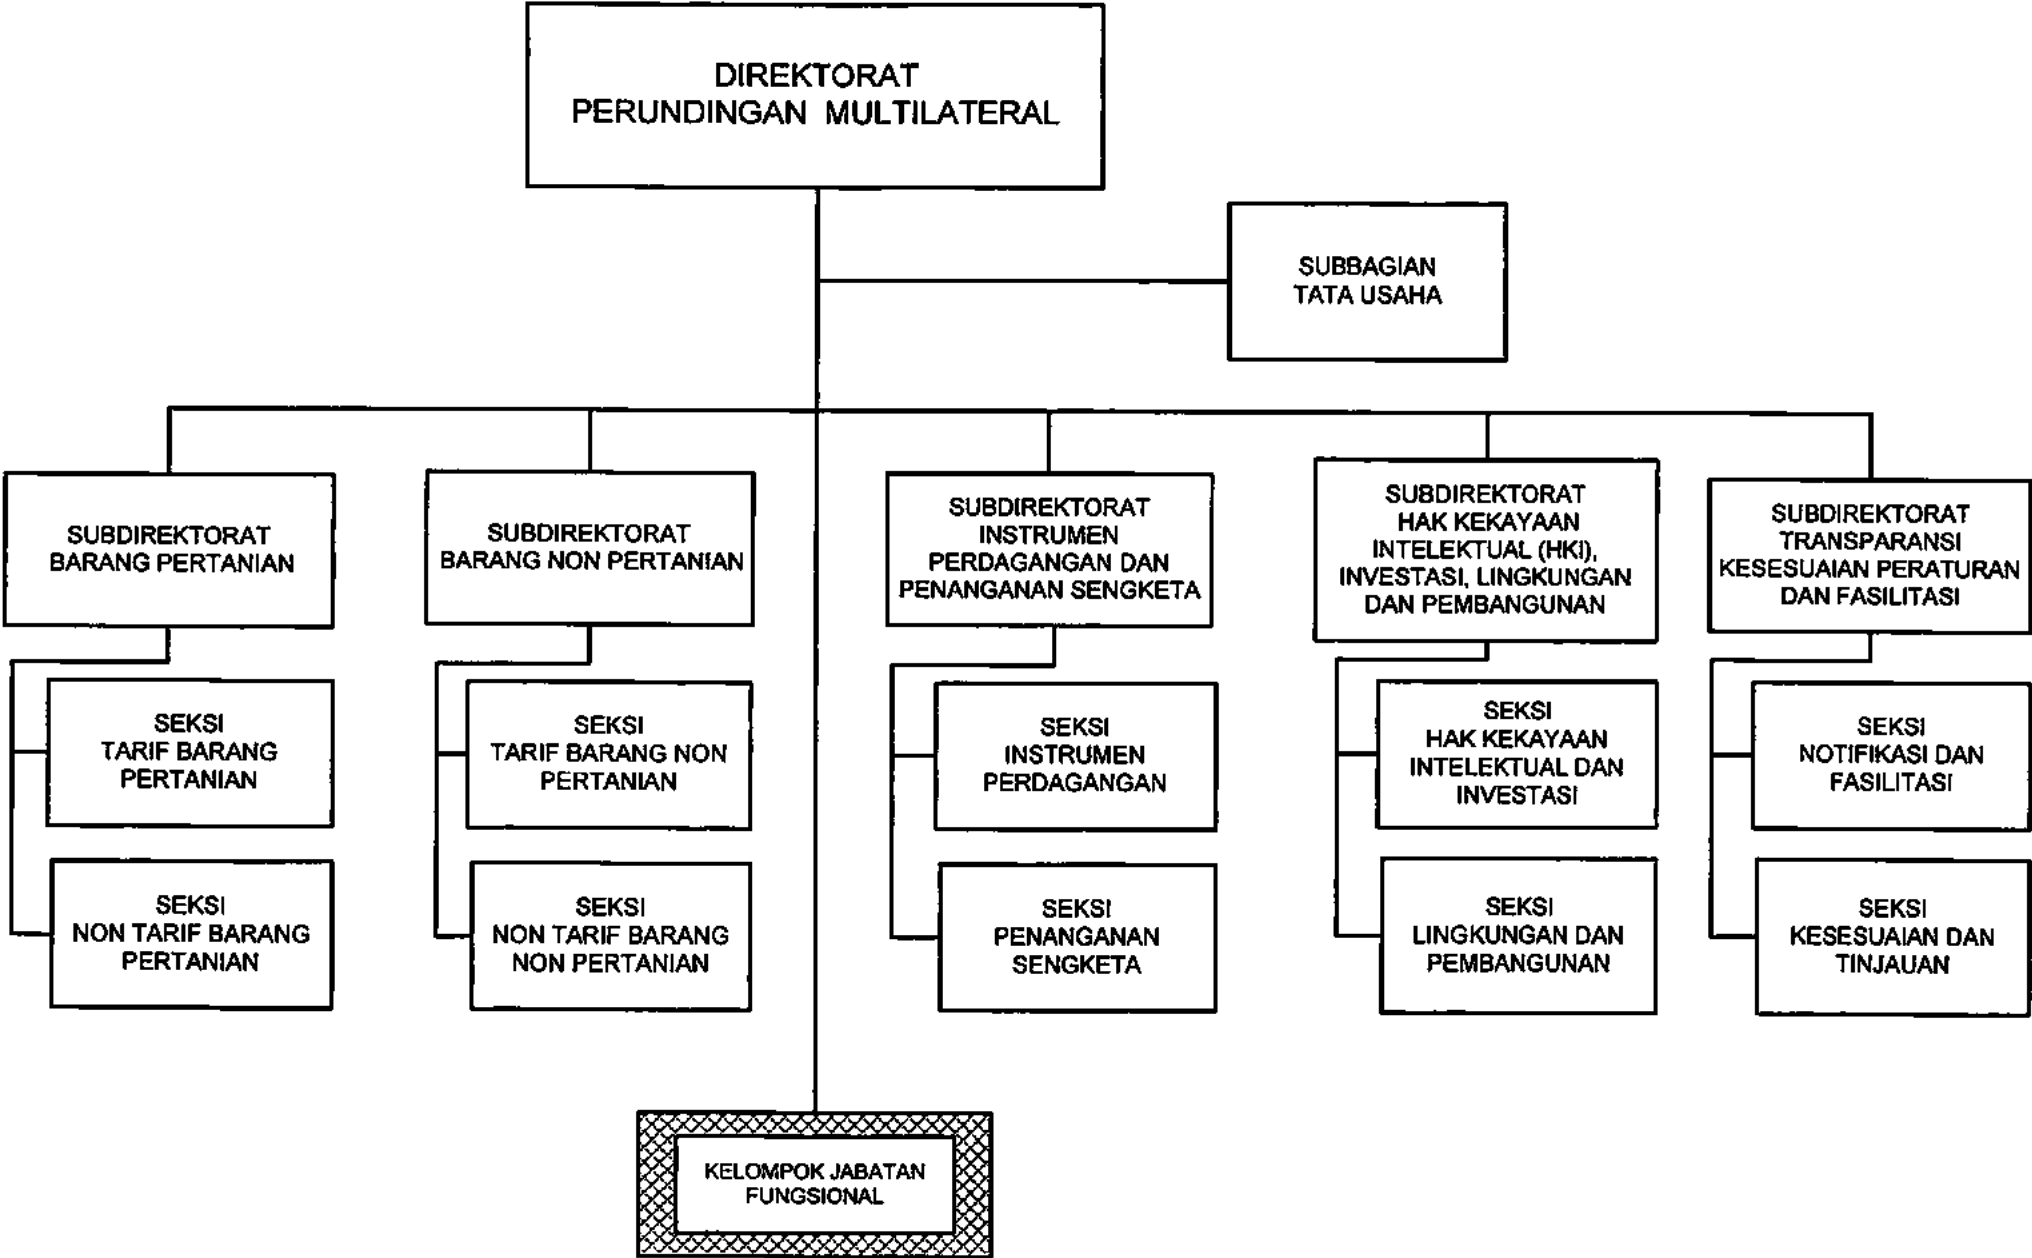 DIREKTORAT
PERUNDINGAN MULTILATERAL
SUBBAGIAN
TATA USAHA
SUBDIREKTORAT
BARANG PERTANIAN
SUBDIREKTORAT
BARANG NON PERTANIAN
SUBDIREKTORAT
INSTRUMEN
PERDAGANGAN DAN
PENANGANAN SENGKETA
SUBDIREKTORAT
HAK KEKAYAAN
INTELEKTUAL (HKI),
INVESTASI, LINGKUNGAN
DAN PEMBANGUNAN
SUBDIREKTORAT
TRANSPARANSI
KESESUAIAN PERATURAN
DAN FASILITASI
SEKSI
TARIF BARANG
PERTANIAN
SEKSI
TARIF BARANG NON
PERTANIAN
SEKSI
INSTRUMEN
PERDAGANGAN
SEKSI
HAK KEKAYAAN
INTELEKTUAL DAN
INVESTASI
SEKSI
NOTIFIKASI DAN
FASILITASI
SEKSI
NON TARIF BARANG
PERTANIAN
SEKSI
NON TARIF BARANG
NON PERTANIAN
SEKSI
PENANGANAN
SENGKETA
SEKSI
LINGKUNGAN DAN
PEMBANGUNAN
SEKSI
KESESUAIAN DAN
TINJAUAN
KELOMPOK JABATAN
FUNGSIONAL